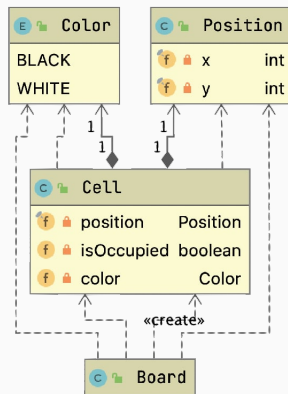 E Color
BLACK
WHITE
C Position
f x int
f y int
1
1
1
1
C Cell
f position Position
f isOccupied boolean
f color Color
«create»
C Board